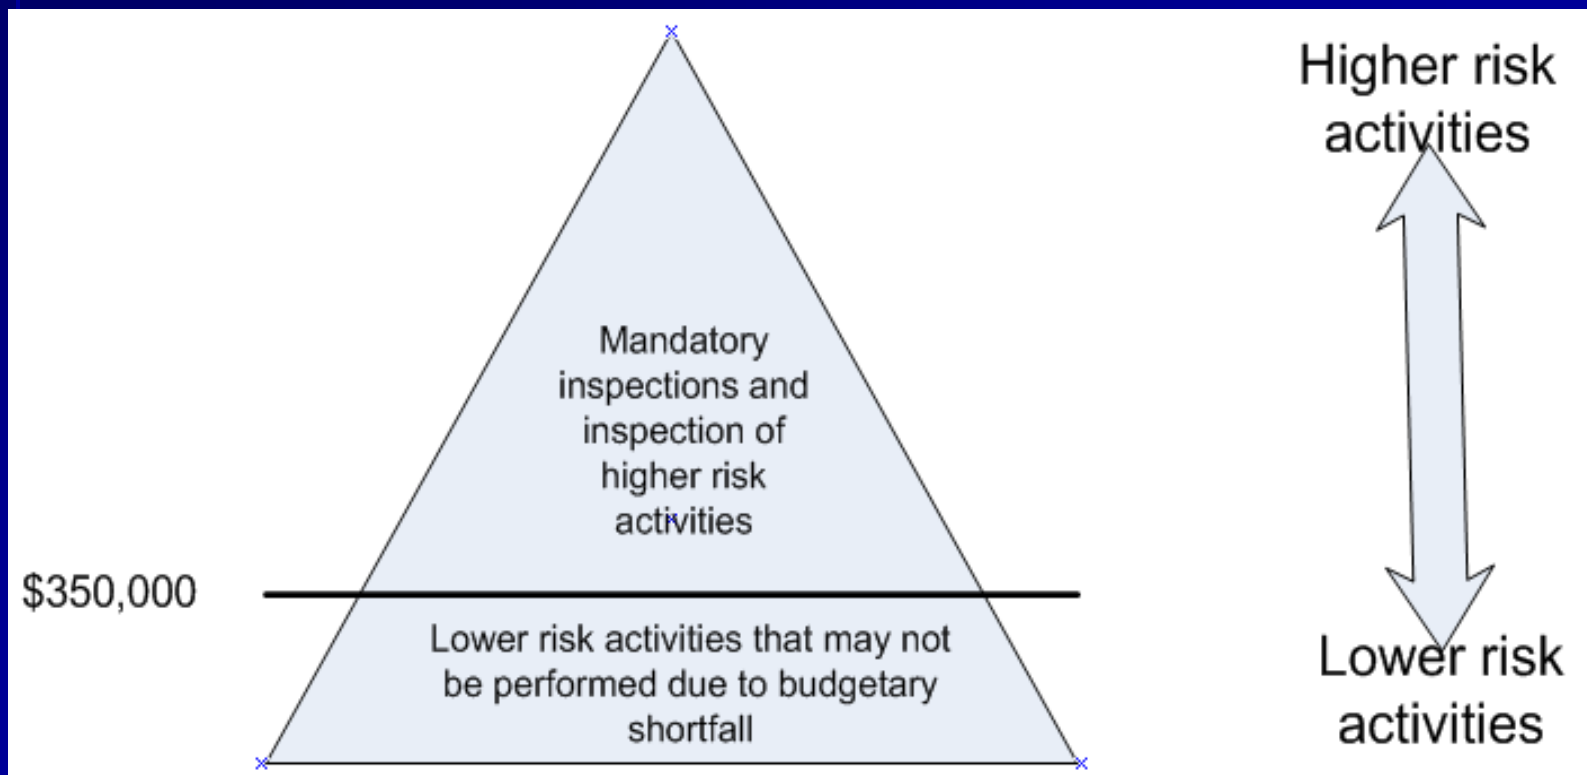 Higher risk
activities
Mandatory
inspections and
inspection of
higher risk
activities
$350,000
Lower risk activities that may not
be performed due to budgetary
shortfall
Lower risk
activities